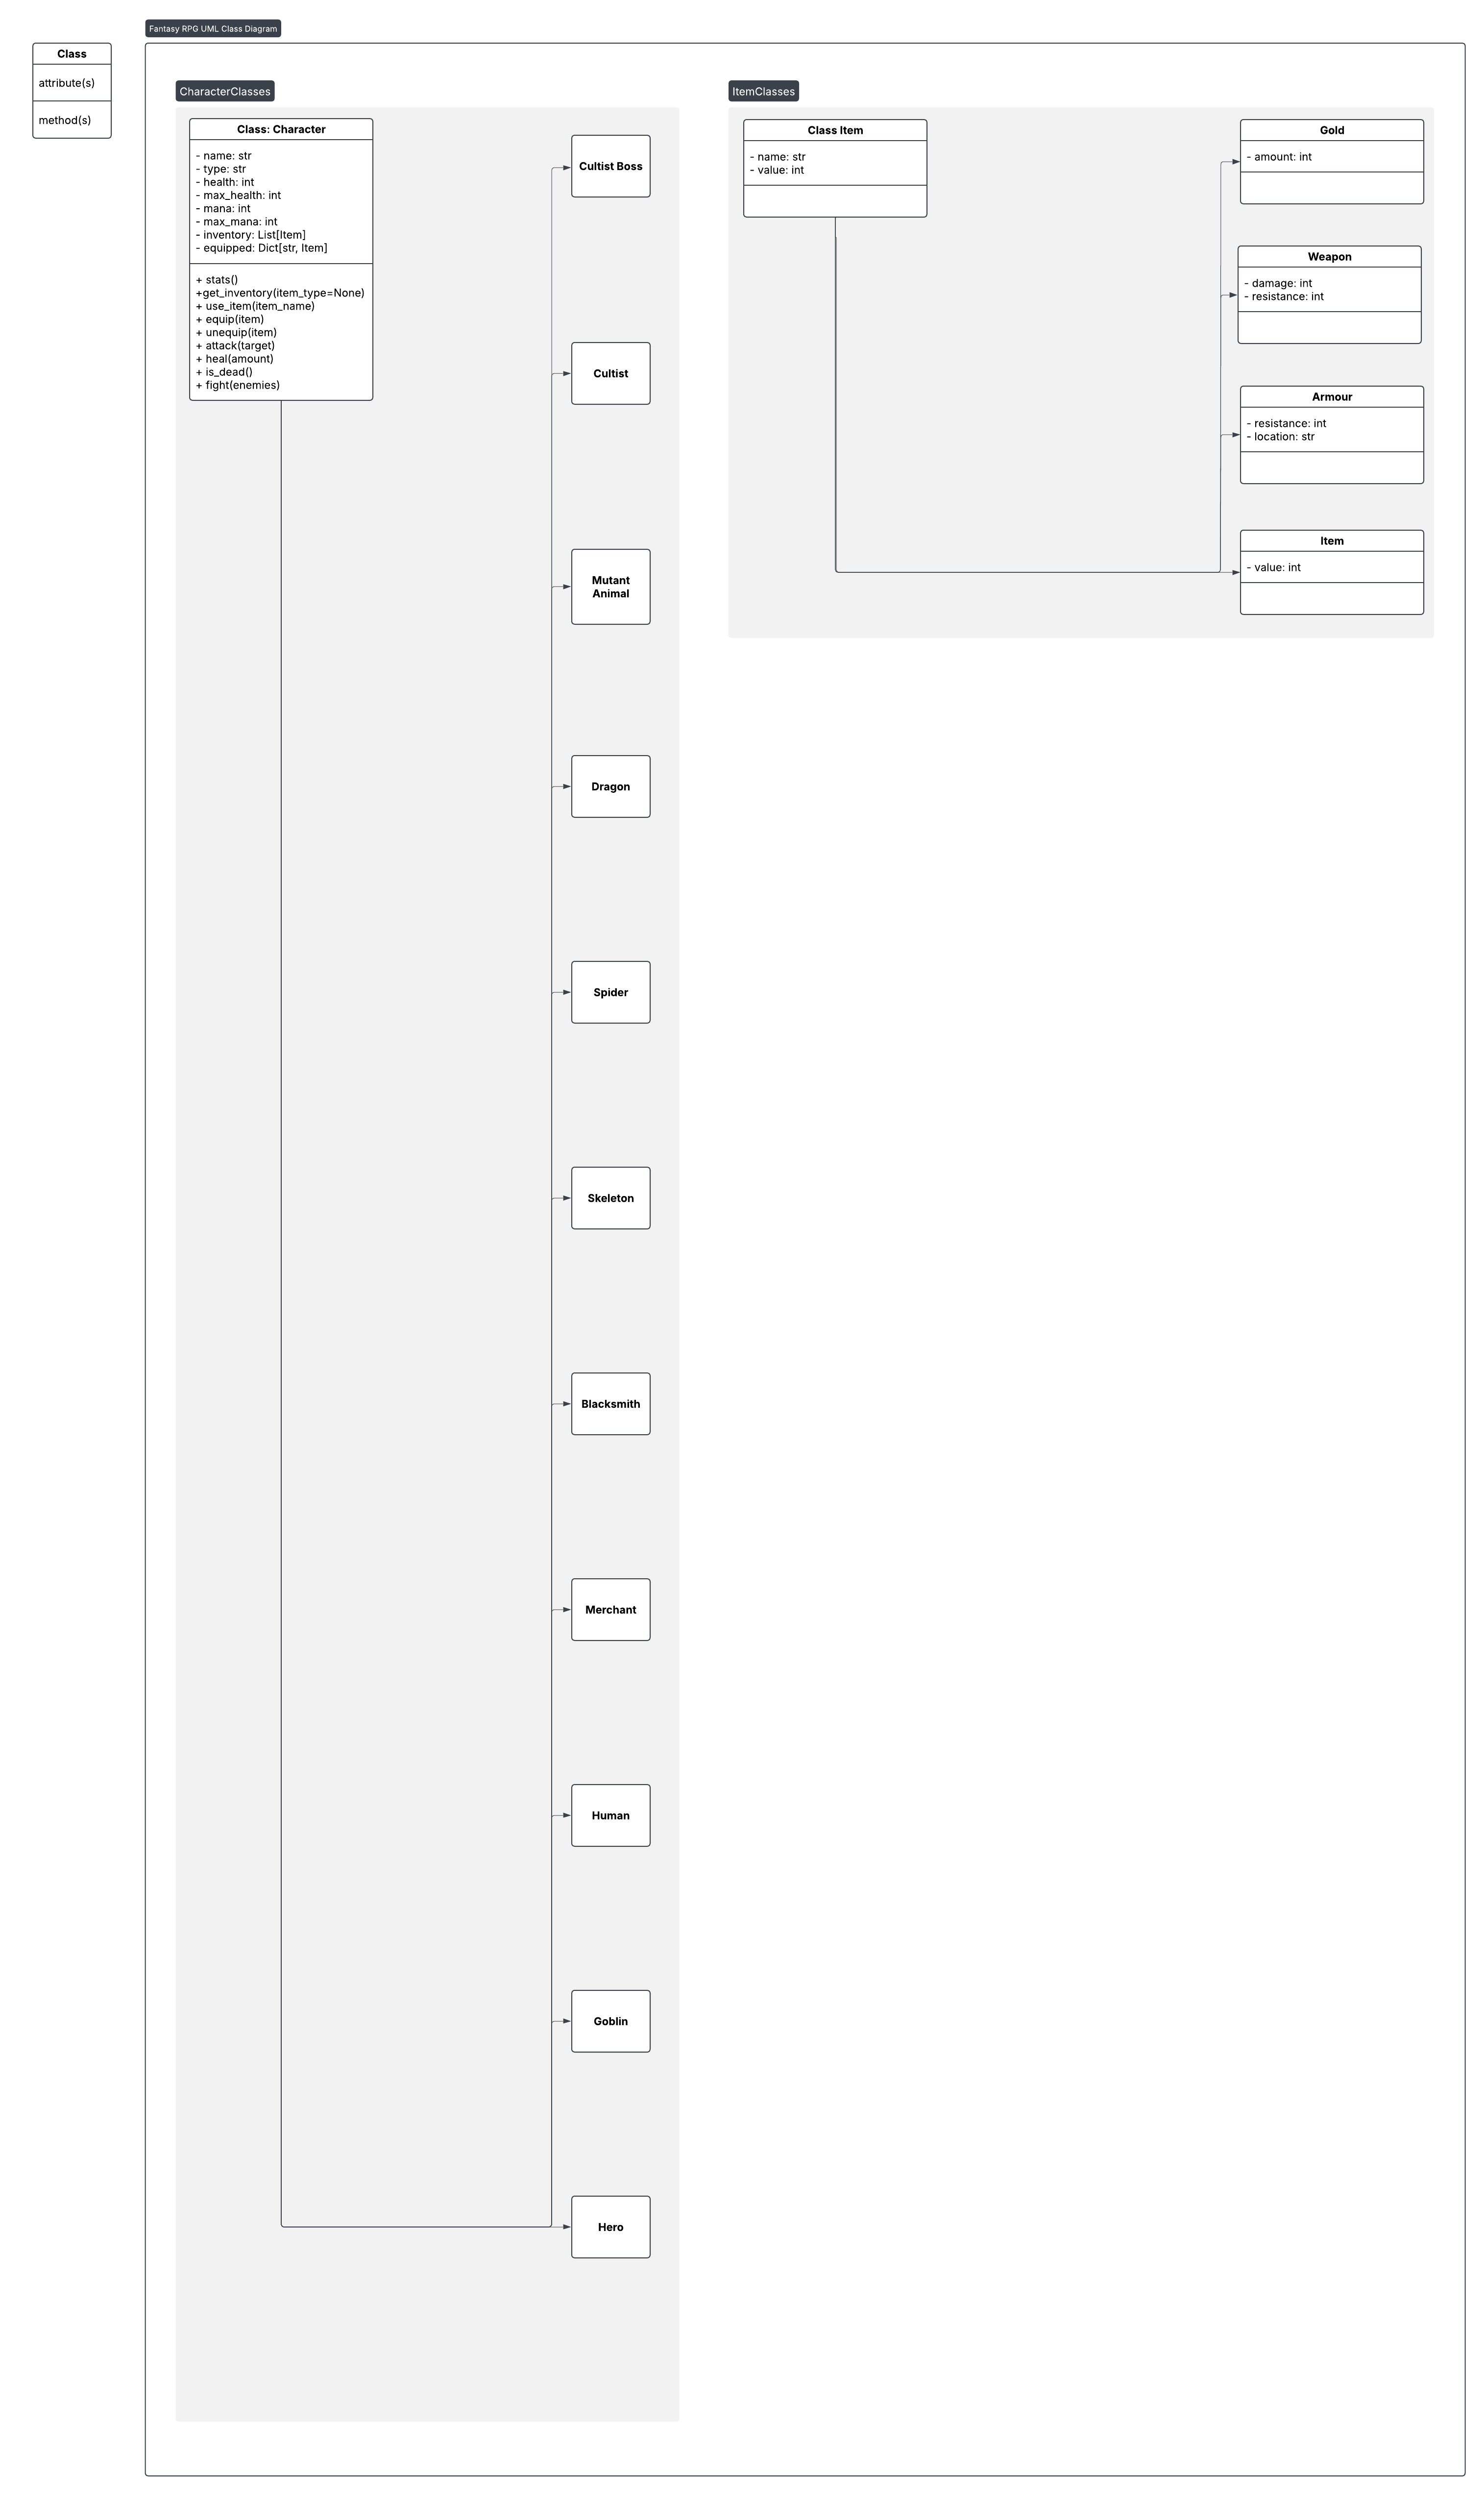 Fantasy RPG UML Class Diagram
Class
attribute(s)
method(s)
CharacterClasses
Class: Character
- name: str
- type: str
- health: int
- max_health: int
- mana: int
- max_mana: int
- inventory: List[Item]
- equipped: Dict[str, Item]
+ stats()
+get_inventory(item_type=None)
+ use_item(item_name)
+ equip(item)
+ unequip(item)
+ attack(target)
+ heal(amount)
+ is_dead()
+ fight(enemies)
Cultist Boss
Cultist
Mutant
Animal
Dragon
Spider
Skeleton
Blacksmith
Merchant
Human
Goblin
Hero
ItemClasses
Class Item
- name: str
- value: int
Gold
- amount: int
Weapon
- damage: int
- resistance: int
Armour
- resistance: int
- location: str
Item
- value: int